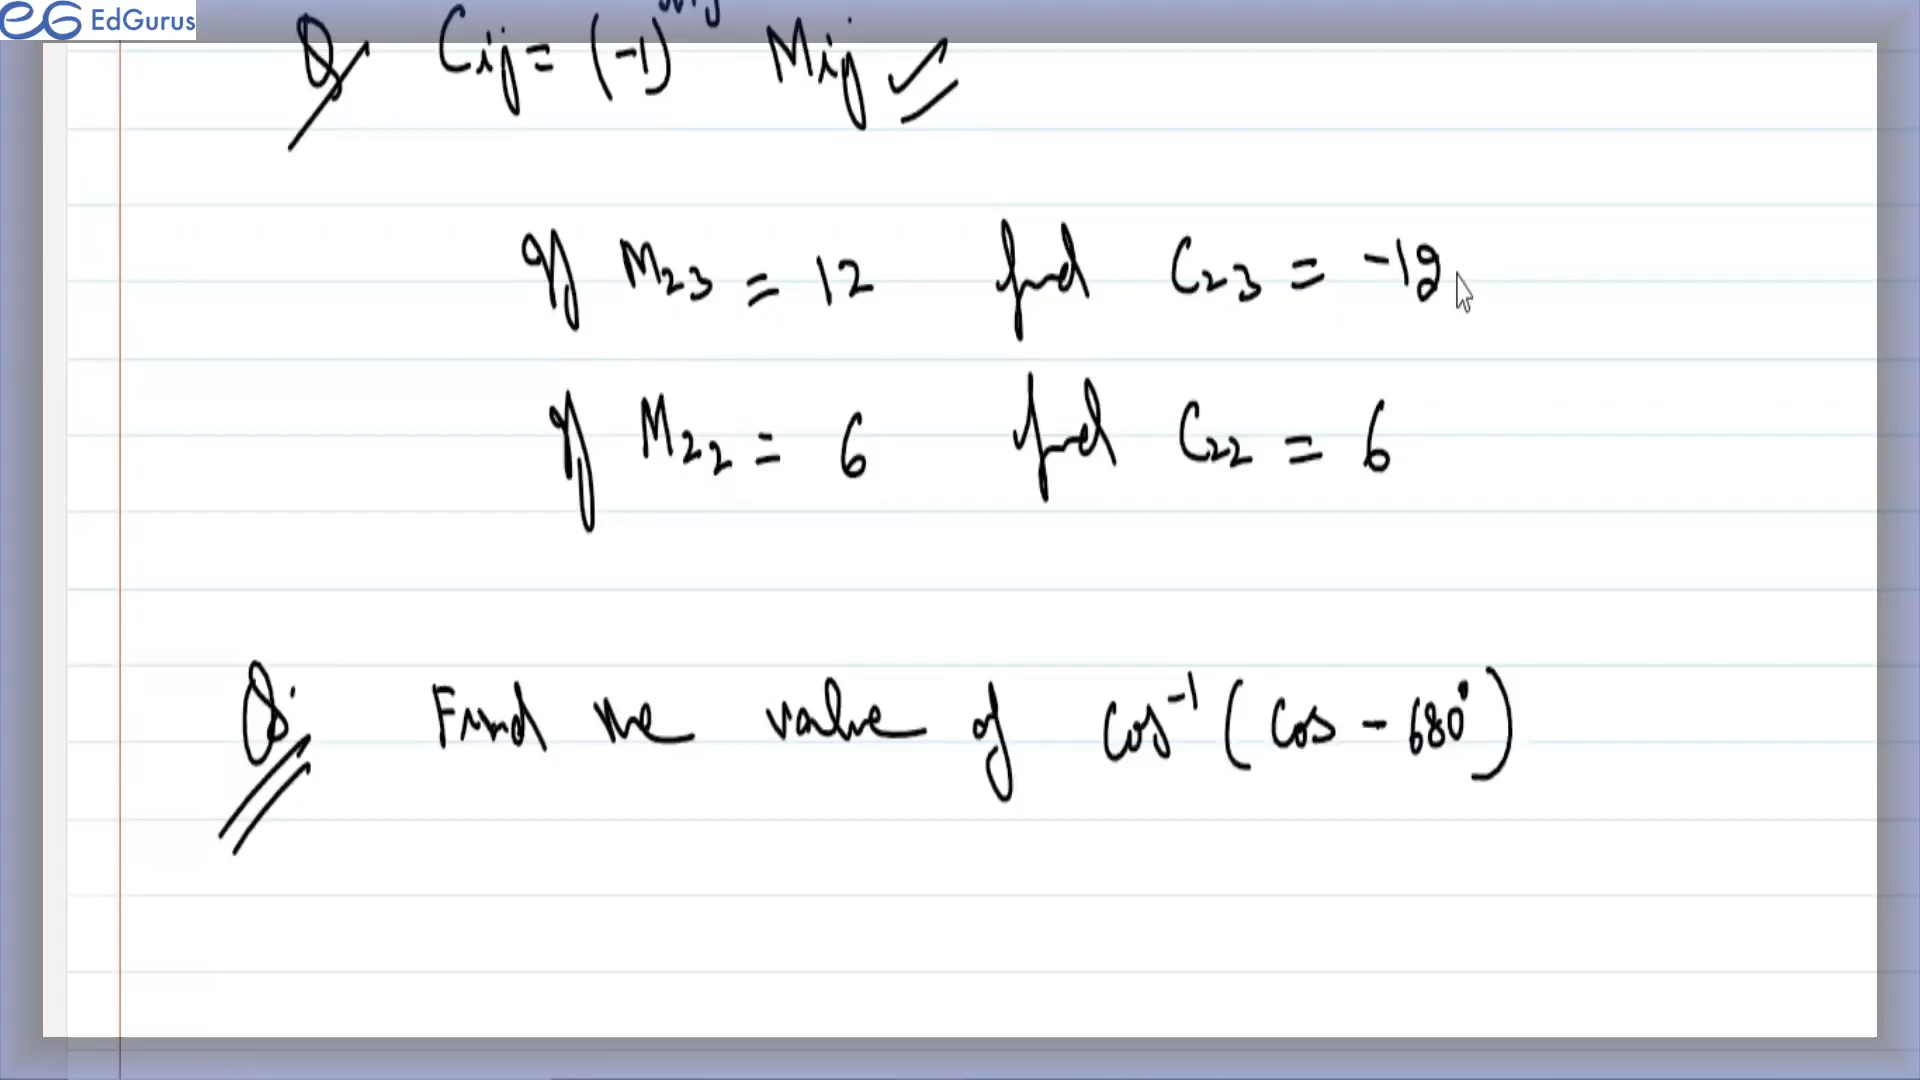 EdGurus
Q Cij = (-1) Mij
If M23 = 12 find C23 = -12
If M22 = 6 find C22 = 6
Q: Find the value of Cos⁻¹ (Cos - 680°)